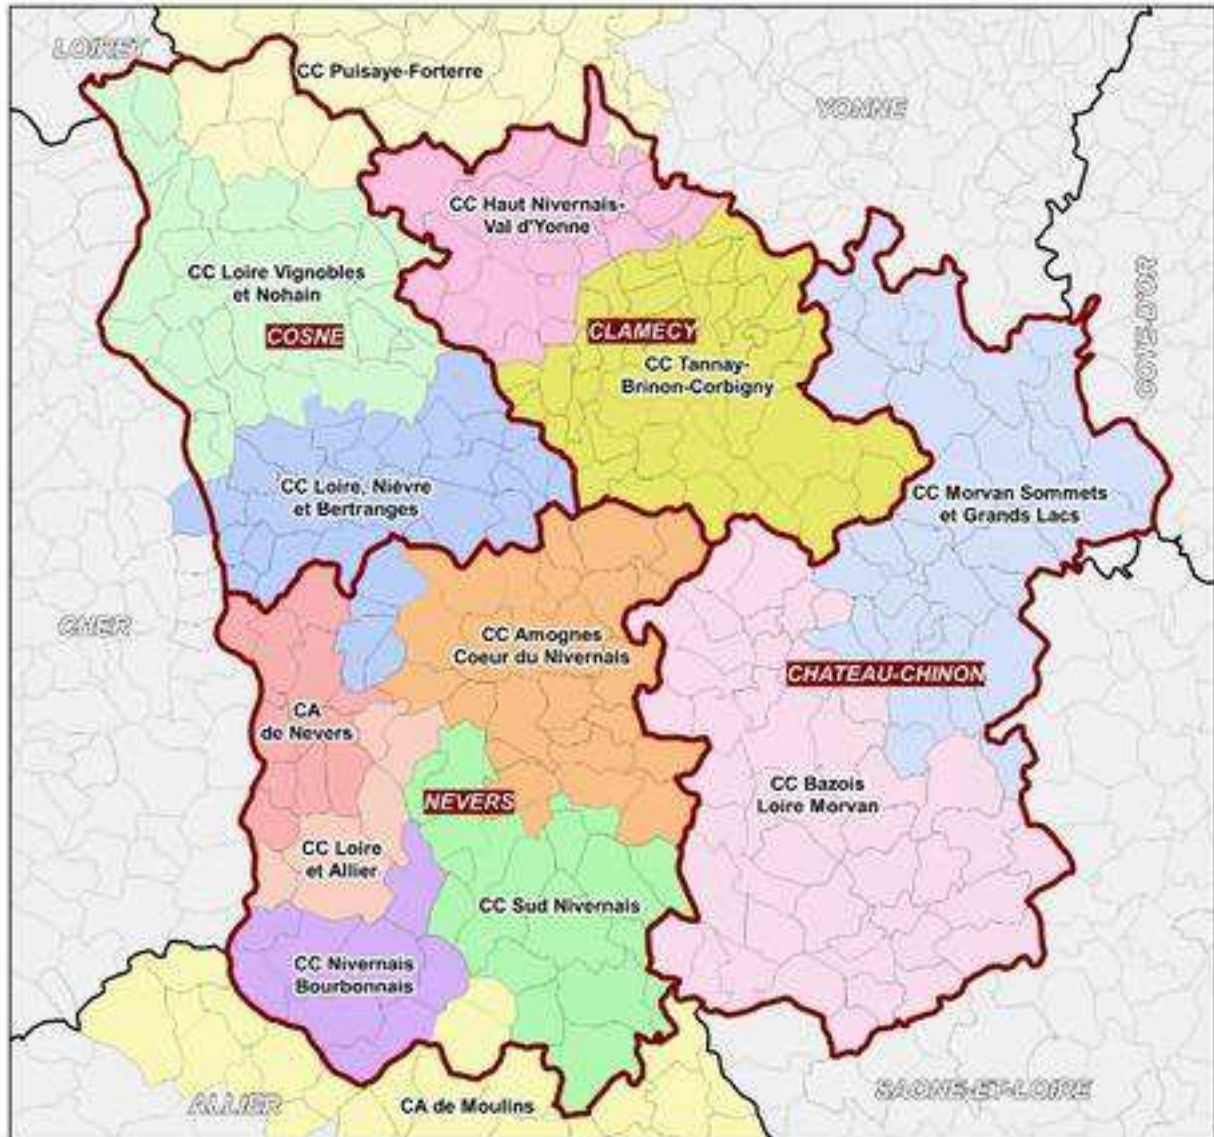 LOIRET
CC Puisaye-Forterre
YONNE
CC Haut Nivernais-
Val d'Yonne
CC Loire Vignobles
et Nohain
COSNE
CLAMECY
CC Tannay-
Brinon-Corbigny
COTE-D'OR
CC Loire, Nièvre
et Bertranges
CC Morvan Sommets
et Grands Lacs
CHER
CC Amognes
Coeur du Nivernais
CHATEAU-CHINON
CA
de Nevers
CC Bazois
Loire Morvan
NEVERS
CC Loire
et Allier
CC Sud Nivernais
CC Nivernais
Bourbonnais
ALLIER
CA de Moulins
SAONE-ET-LOIRE